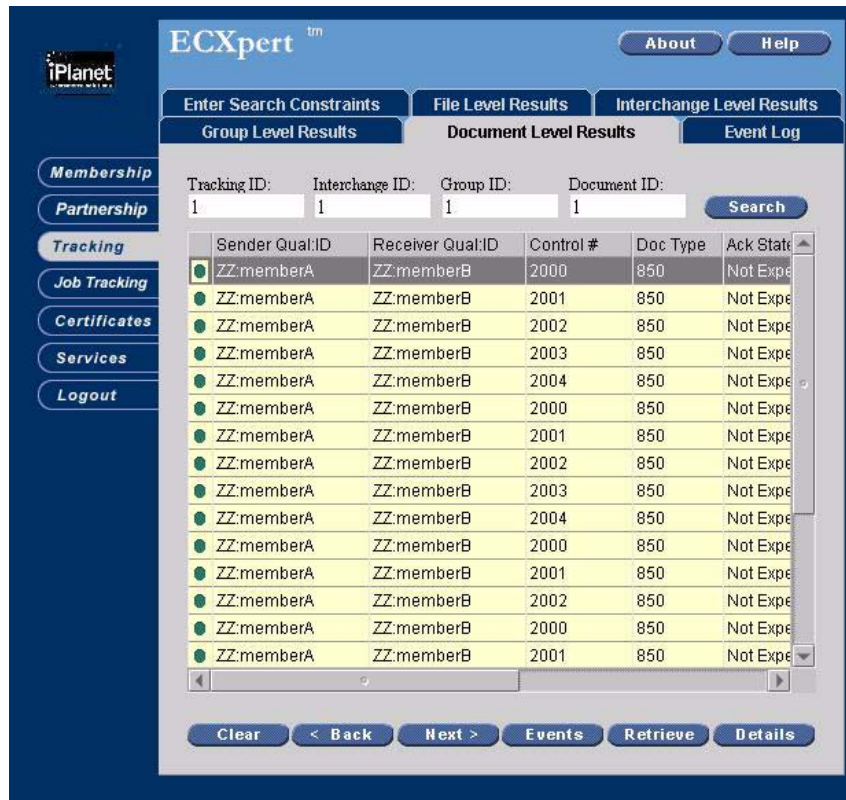 iPlanet
ECXpert tm
About Help
Enter Search Constraints File Level Results Interchange Level Results
Group Level Results Document Level Results Event Log
Membership
Partnership
Tracking
Job Tracking
Certificates
Services
Logout
Tracking ID: Interchange ID: Group ID: Document ID:
1 1 1 1 Search
Sender Qual:ID Receiver Qual:ID Control # Doc Type Ack State
ZZ:memberA ZZ:memberB 2000 850 Not Expe
ZZ:memberA ZZ:memberB 2001 850 Not Expe
ZZ:memberA ZZ:memberB 2002 850 Not Expe
ZZ:memberA ZZ:memberB 2003 850 Not Expe
ZZ:memberA ZZ:memberB 2004 850 Not Expe
ZZ:memberA ZZ:memberB 2000 850 Not Expe
ZZ:memberA ZZ:memberB 2001 850 Not Expe
ZZ:memberA ZZ:memberB 2002 850 Not Expe
ZZ:memberA ZZ:memberB 2003 850 Not Expe
ZZ:memberA ZZ:memberB 2004 850 Not Expe
ZZ:memberA ZZ:memberB 2000 850 Not Expe
ZZ:memberA ZZ:memberB 2001 850 Not Expe
ZZ:memberA ZZ:memberB 2002 850 Not Expe
ZZ:memberA ZZ:memberB 2000 850 Not Expe
ZZ:memberA ZZ:memberB 2001 850 Not Expe
Clear < Back Next > Events Retrieve Details